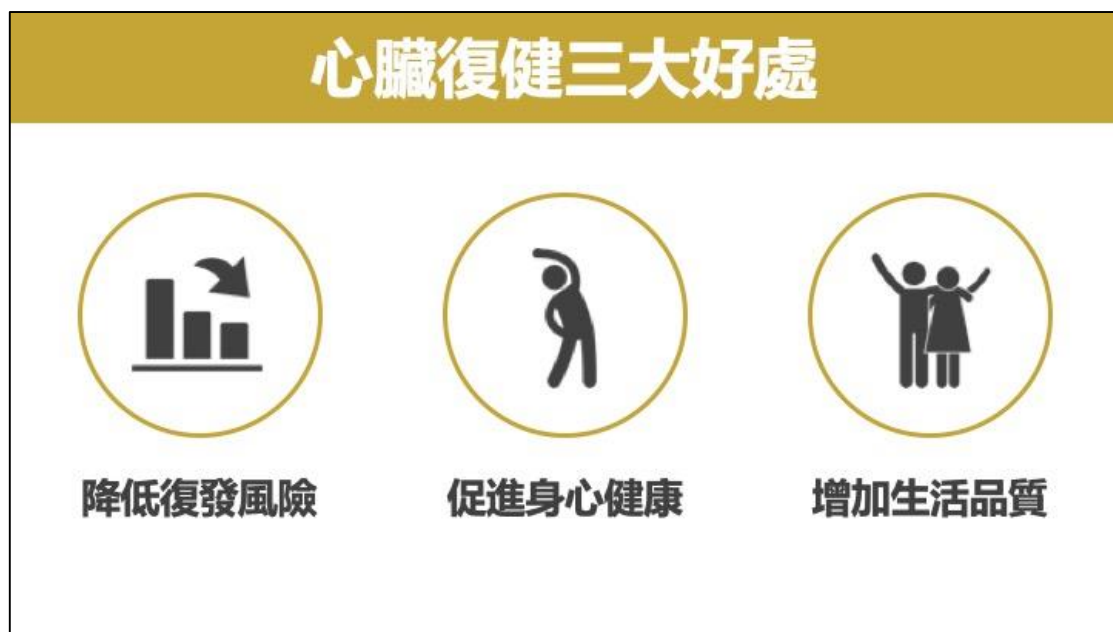 心臟復健三大好處
降低復發風險
促進身心健康
增加生活品質